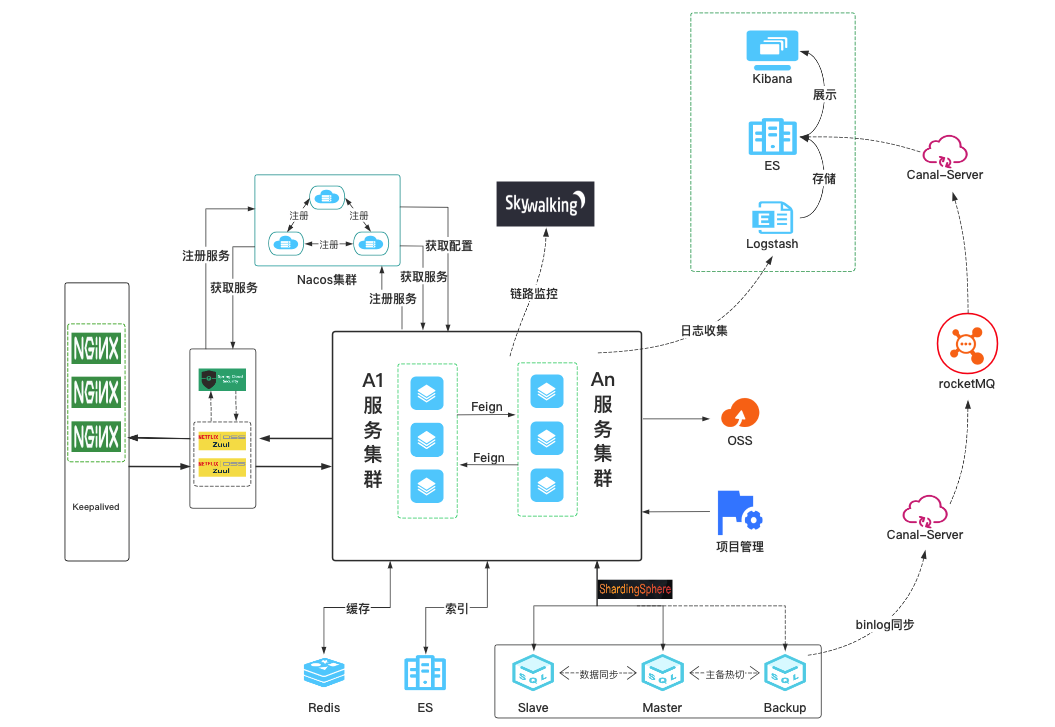 Kibana
展示
ES
存储
Logstash
Canal-Server
Skywalking
注册
注册
注册
Nacos集群
注册服务
获取服务
注册服务
获取服务
获取配置
链路监控
日志收集
NGINX
NGINX
NGINX
Keepalived
Spring Cloud
Security
NETFLIX OSS
Zuul
NETFLIX OSS
Zuul
A1
服
务
集
群
Feign
Feign
An
服
务
集
群
OSS
项目管理
rocketMQ
Canal-Server
binlog同步
缓存
索引
ShardingSphere
Redis
ES
SQL
数据同步
SQL
主备热切
SQL
Slave
Master
Backup